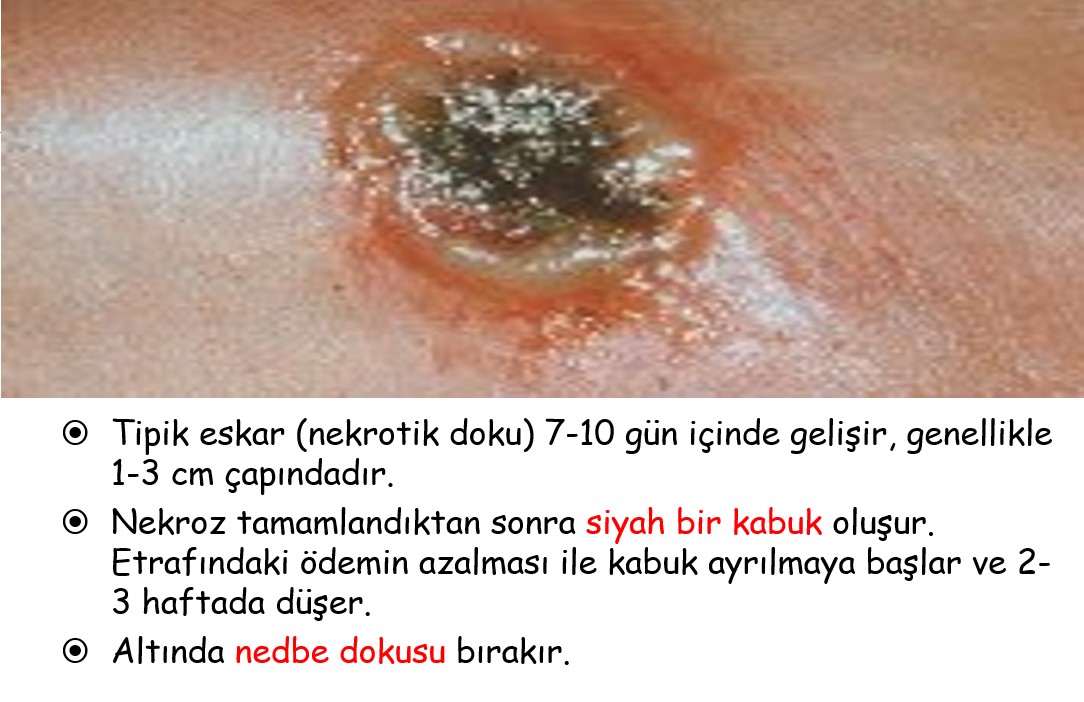 Tipik eskar (nekrotik doku) 7-10 gün içinde gelişir, genellikle
1-3 cm çapındadır.
Nekroz tamamlandıktan sonra siyah bir kabuk oluşur.
Etrafındaki ödemin azalması ile kabuk ayrılmaya başlar ve 2-
3 haftada düşer.
Altında nedbe dokusu bırakır.